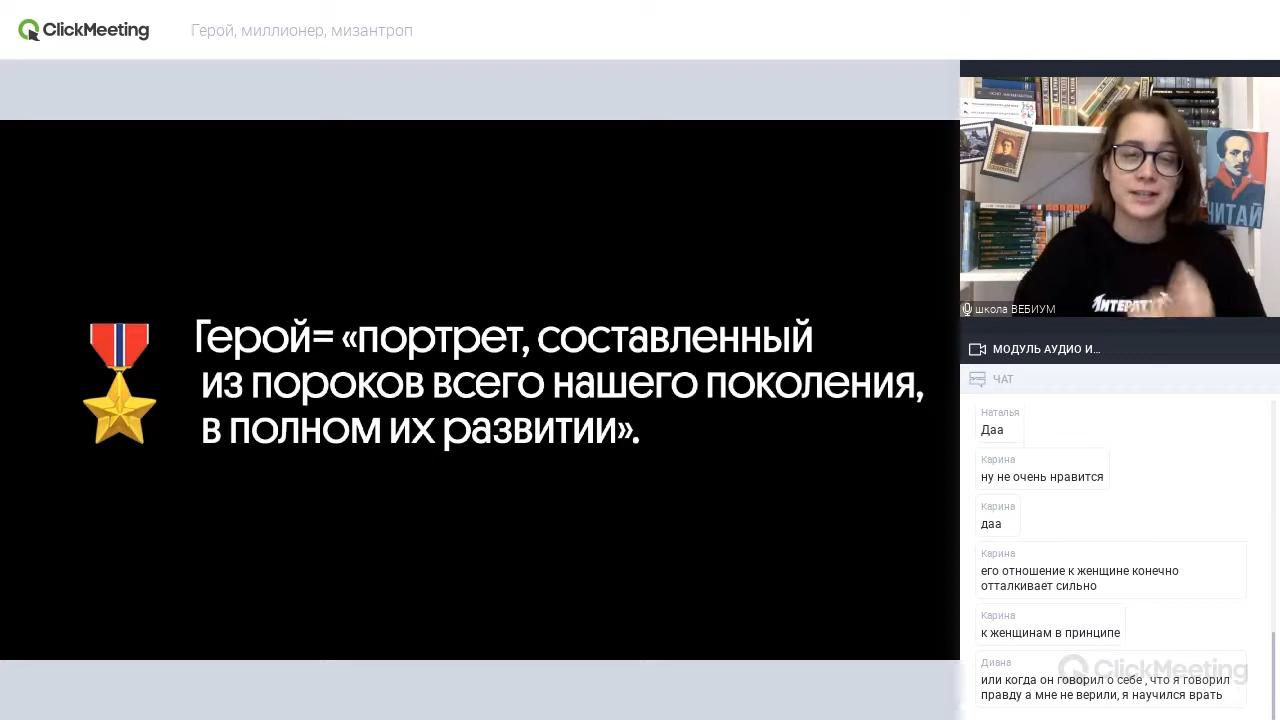 ClickMeeting
Герой, миллионер, мизантроп
Герой= «портрет, составленный
из пороков всего нашего поколения,
в полном их развитии».
ЧИТАЙ
школа ВЕБИУМ
МОДУЛЬ АУДИО И...
ЧАТ
Наталья
Даа
Карина
ну не очень нравится
Карина
даа
Карина
его отношение к женщине конечно
отталкивает сильно
Карина
к женщинам в принципе
Диана
или когда он говорил о себе , что я говорил
правду а мне не верили, я научился врать
ClickMeeting